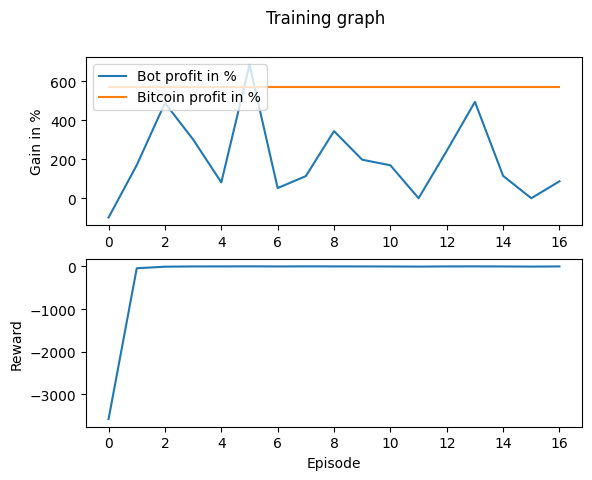 Training graph
Bot profit in %
Bitcoin profit in %
Gain in %
600
400
200
0
0 2 4 6 8 10 12 14 16
Reward
0
−1000
−2000
−3000
0 2 4 6 8 10 12 14 16
Episode